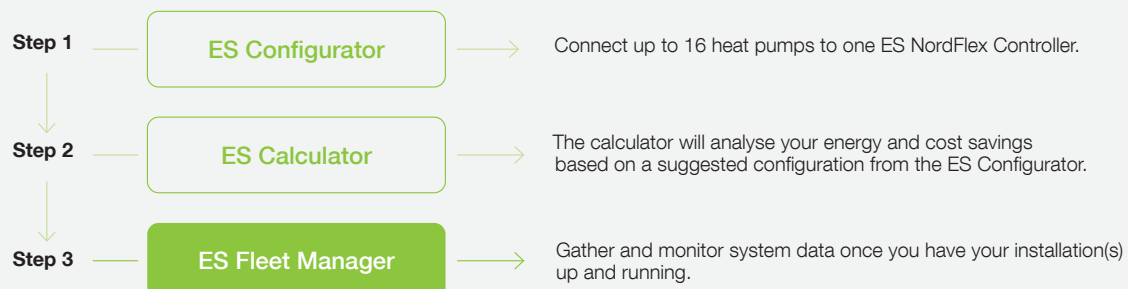 Step 1
ES Configurator
Connect up to 16 heat pumps to one ES NordFlex Controller.
Step 2
ES Calculator
The calculator will analyse your energy and cost savings
based on a suggested configuration from the ES Configurator.
Step 3
ES Fleet Manager
Gather and monitor system data once you have your installation(s)
up and running.